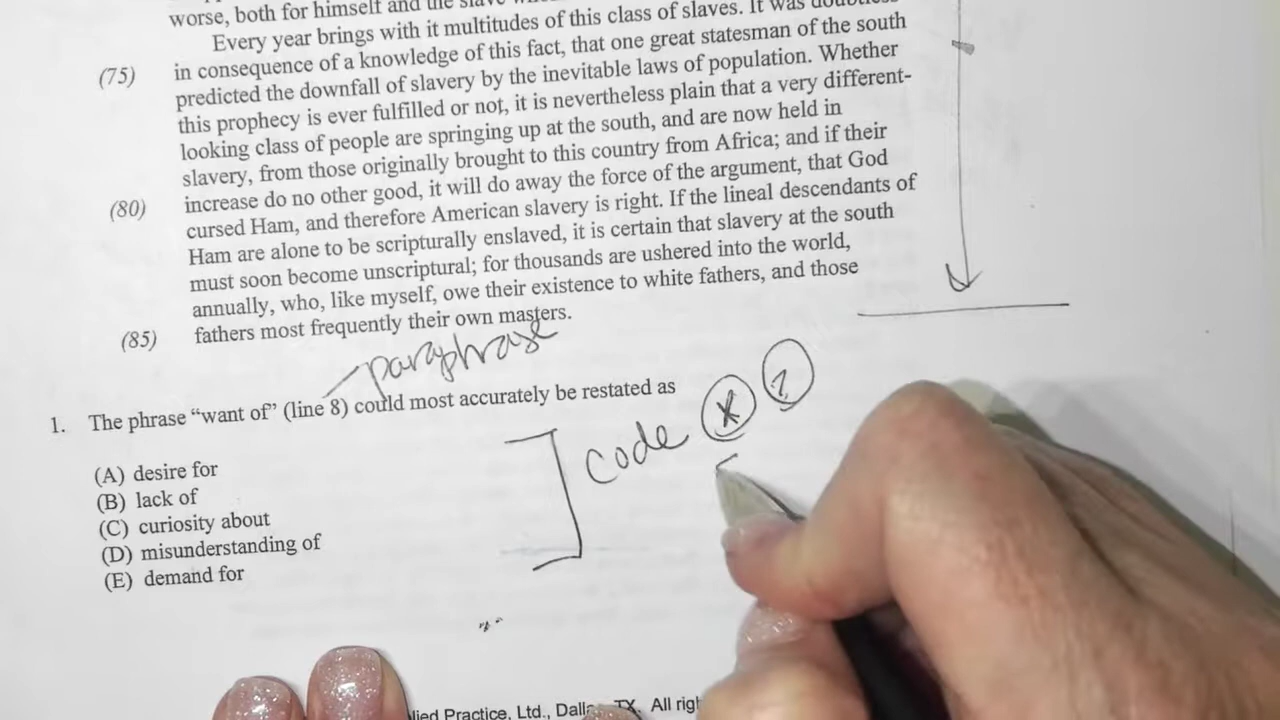 worse, both for himself and the slave
Every year brings with it multitudes of this class of slaves. It was doubtless
(75) in consequence of a knowledge of this fact, that one great statesman of the south
predicted the downfall of slavery by the inevitable laws of population. Whether
this prophecy is ever fulfilled or not, it is nevertheless plain that a very different-
looking class of people are springing up at the south, and are now held in
slavery, from those originally brought to this country from Africa; and if their
(80) increase do no other good, it will do away the force of the argument, that God
cursed Ham, and therefore American slavery is right. If the lineal descendants of
Ham are alone to be scripturally enslaved, it is certain that slavery at the south
must soon become unscriptural; for thousands are ushered into the world,
annually, who, like myself, owe their existence to white fathers, and those
(85) fathers most frequently their own masters.
paraphrase
1. The phrase “want of” (line 8) could most accurately be restated as
(A) desire for
(B) lack of
(C) curiosity about
(D) misunderstanding of
(E) demand for
code * ?
lied Practice, Ltd., Dallas, TX. All rig